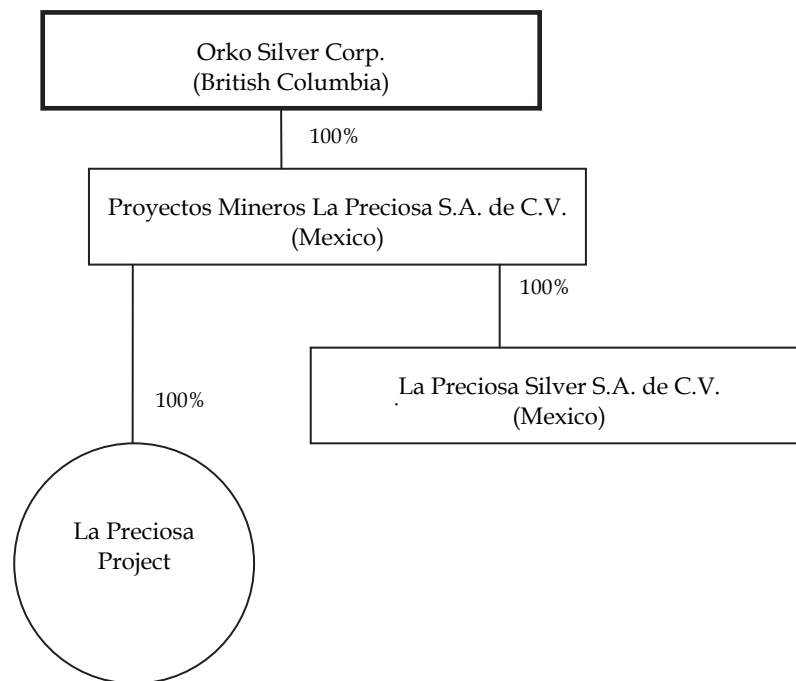 Orko Silver Corp.
(British Columbia)
100%
Proyectos Mineros La Preciosa S.A. de C.V.
(Mexico)
100%
La Preciosa Silver S.A. de C.V.
(Mexico)
100%
La Preciosa
Project